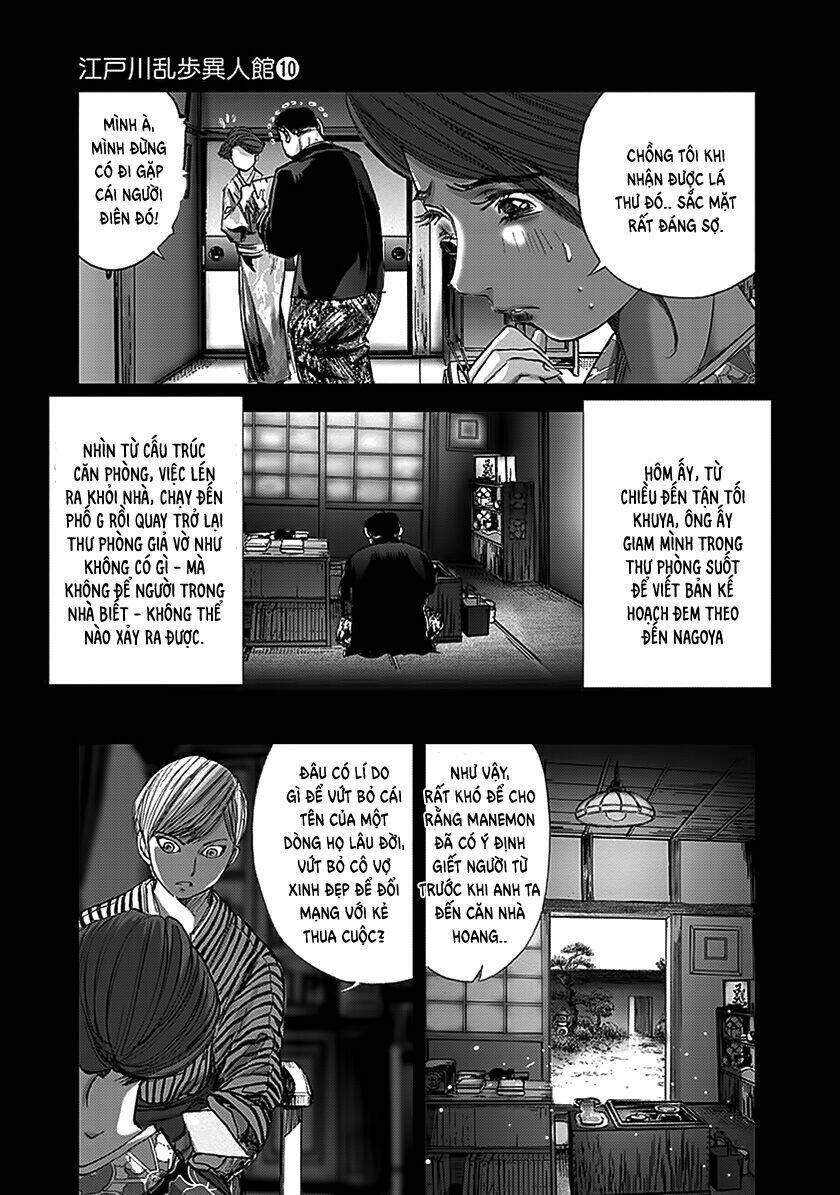 江戸川乱歩異人館⑩
CHỒNG TÔI KHI
NHẬN ĐƯỢC LÁ
THƯ ĐÓ.. SẮC MẶT
RẤT ĐÁNG SỢ.
MÌNH À,
MÌNH ĐỪNG
CÓ ĐI GẶP
CÁI NGƯỜI
ĐIÊN ĐÓ!
HÔM ẤY, TỪ
CHIỀU ĐẾN TẬN TỐI
KHUYA, ÔNG ẤY
GIAM MÌNH TRONG
THƯ PHÒNG SUỐT
ĐỂ VIẾT BẢN KẾ
HOẠCH ĐEM THEO
ĐẾN NAGOYA
NHÌN TỪ CẤU TRÚC
CĂN PHÒNG, VIỆC LÉN
RA KHỎI NHÀ, CHẠY ĐẾN
PHỐ G RỒI QUAY TRỞ LẠI
THƯ PHÒNG GIẢ VỜ NHƯ
KHÔNG CÓ GÌ – MÀ
KHÔNG ĐỂ NGƯỜI TRONG
NHÀ BIẾT – KHÔNG THỂ
NÀO XẢY RA ĐƯỢC.
NHƯ VẬY,
RẤT KHÓ ĐỂ CHO
RẰNG MANEMON
ĐÃ CÓ Ý ĐỊNH
GIẾT NGƯỜI TỪ
TRƯỚC KHI ANH TA
ĐẾN CĂN NHÀ
HOANG..
ĐÂU CÓ LÍ DO
GÌ ĐỂ VỨT BỎ CÁI
TÊN CỦA MỘT
DÒNG HỌ LÂU ĐỜI,
VỨT BỎ CÔ VỢ
XINH ĐẸP ĐỂ ĐỔI
MẠNG VỚI KẺ
THUA CUỘC?